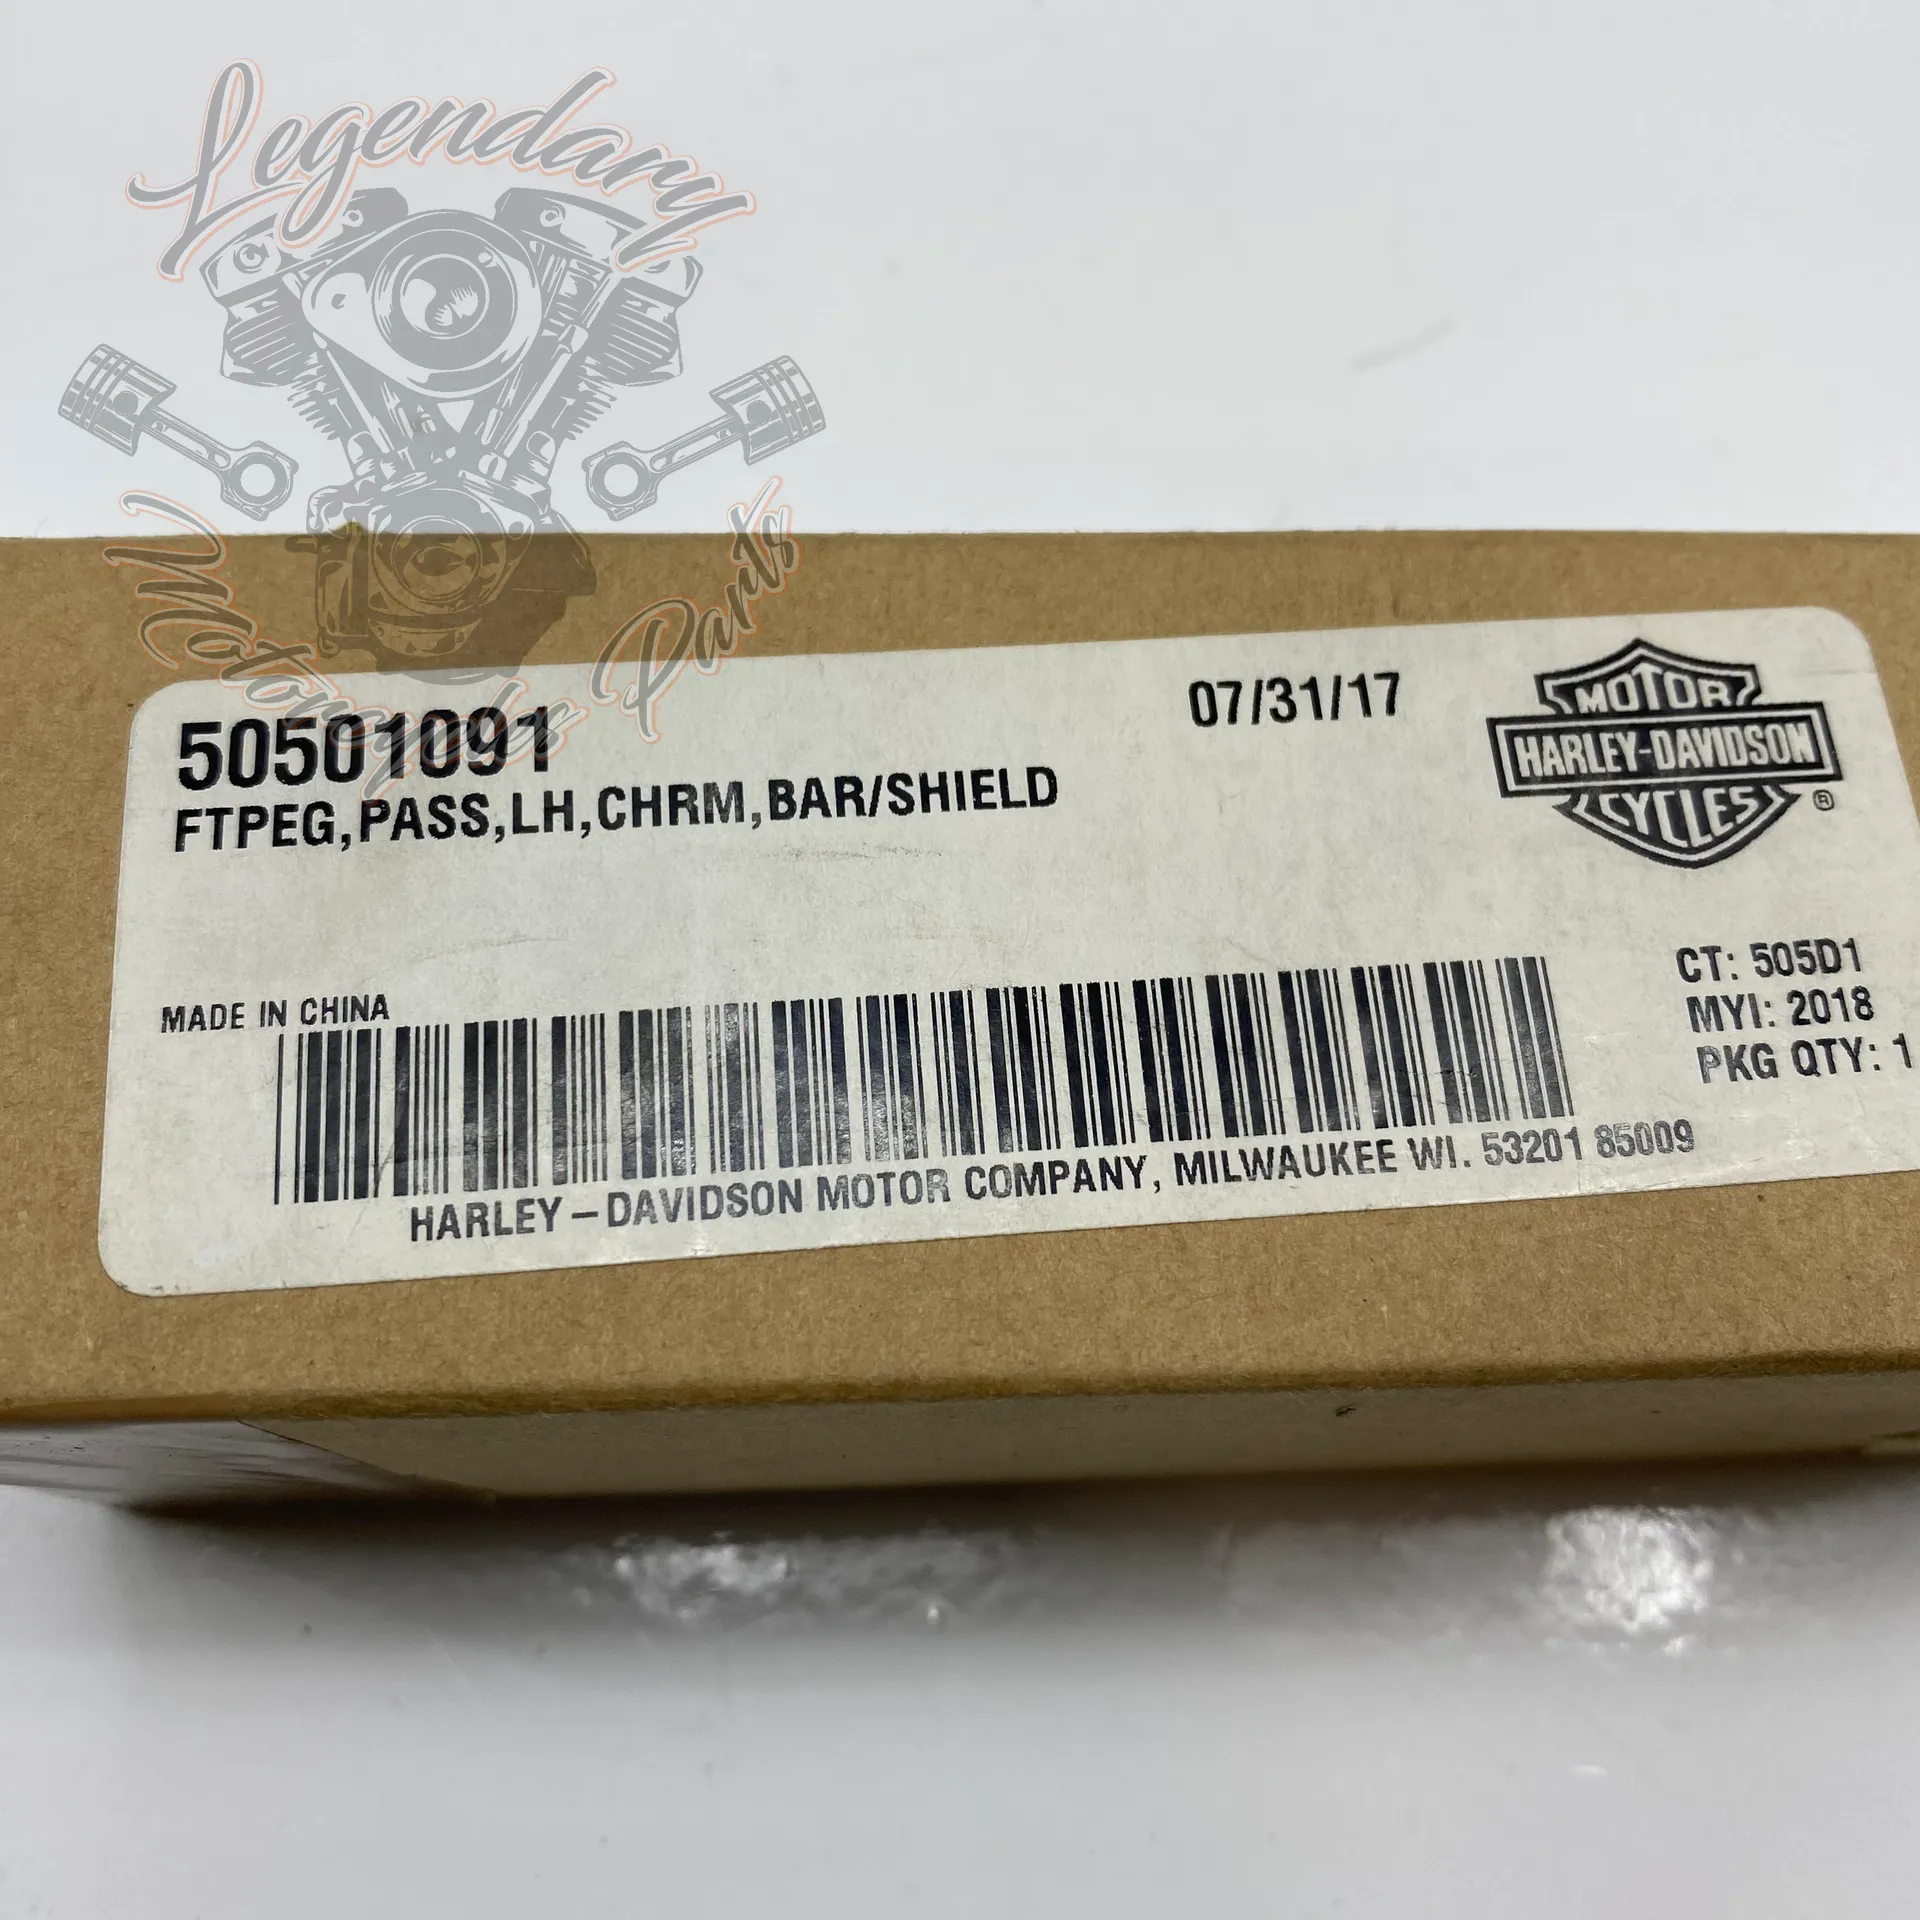 Legendary
Motorcycles Parts
50501091
07/31/17
FTPEG,PASS,LH,CHRM,BAR/SHIELD
MOTOR
HARLEY-DAVIDSON
CYCLES
®
MADE IN CHINA
CT: 505D1
MYI: 2018
PKG QTY: 1
HARLEY-DAVIDSON MOTOR COMPANY, MILWAUKEE WI. 53201 85009